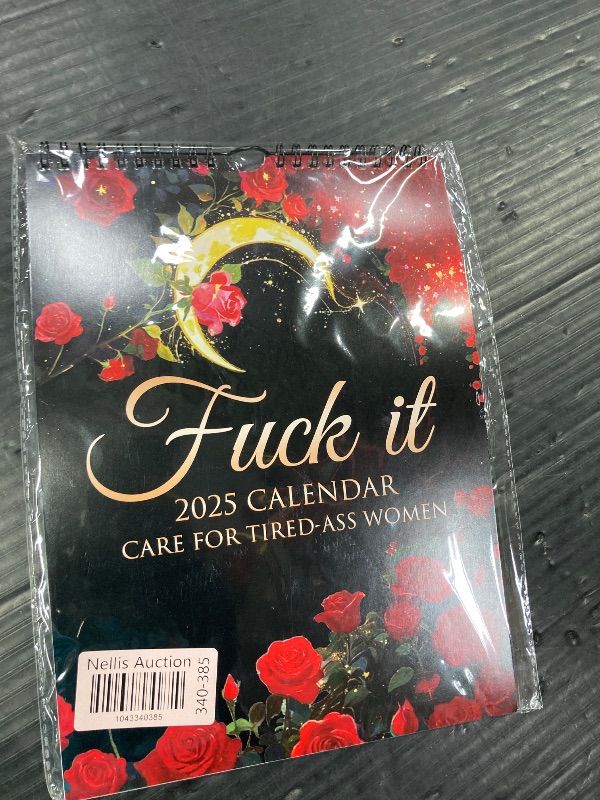 Fuck it
2025 CALENDAR
CARE FOR TIRED-ASS WOMEN
Nellis Auction
340-385
1043340385